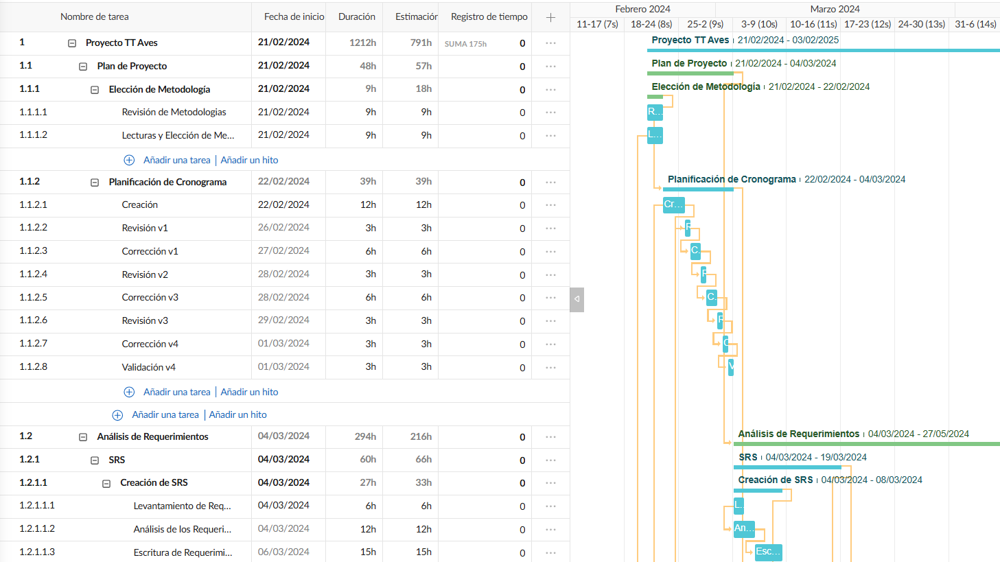 Nombre de tarea Fecha de inicio Duración Estimación Registro de tiempo
Febrero 2024 Marzo 2024
11-17 (7s) 18-24 (8s) 25-2 (9s) 3-9 (10s) 10-16 (11s) 17-23 (12s) 24-30 (13s) 31-6 (14s)
1 Proyecto TT Aves 21/02/2024 1212h 791h SUMA 175h 0 Proyecto TT Aves 21/02/2024 - 03/02/2025
1.1 Plan de Proyecto 21/02/2024 48h 57h 0 Plan de Proyecto 21/02/2024 - 04/03/2024
1.1.1 Elección de Metodología 21/02/2024 9h 18h 0 Elección de Metodología 21/02/2024 - 22/02/2024
1.1.1.1 Revisión de Metodologias 21/02/2024 9h 9h 0 R...
1.1.1.2 Lecturas y Elección de Me... 21/02/2024 9h 9h 0 L...
Añadir una tarea | Añadir un hito
1.1.2 Planificación de Cronograma 22/02/2024 39h 39h 0 Planificación de Cronograma 22/02/2024 - 04/03/2024
1.1.2.1 Creación 22/02/2024 12h 12h 0 Cr...
1.1.2.2 Revisión v1 26/02/2024 3h 3h 0
1.1.2.3 Corrección v1 27/02/2024 6h 6h 0 C.
1.1.2.4 Revisión v2 28/02/2024 3h 3h 0
1.1.2.5 Corrección v3 28/02/2024 6h 6h 0 C.
1.1.2.6 Revisión v3 29/02/2024 3h 3h 0
1.1.2.7 Corrección v4 01/03/2024 3h 3h 0
1.1.2.8 Validación v4 01/03/2024 3h 3h 0
Añadir una tarea | Añadir un hito
Añadir una tarea | Añadir un hito
1.2 Análisis de Requerimientos 04/03/2024 294h 216h 0 Análisis de Requerimientos 04/03/2024 - 27/05/2024
1.2.1 SRS 04/03/2024 60h 66h 0 SRS 04/03/2024 - 19/03/2024
1.2.1.1 Creación de SRS 04/03/2024 27h 33h 0 Creación de SRS 04/03/2024 - 08/03/2024
1.2.1.1.1 Levantamiento de Req... 04/03/2024 6h 6h 0 L..
1.2.1.1.2 Análisis de los Requeri... 04/03/2024 12h 12h 0 An...
1.2.1.1.3 Escritura de Requerimi... 06/03/2024 15h 15h 0 Esc...